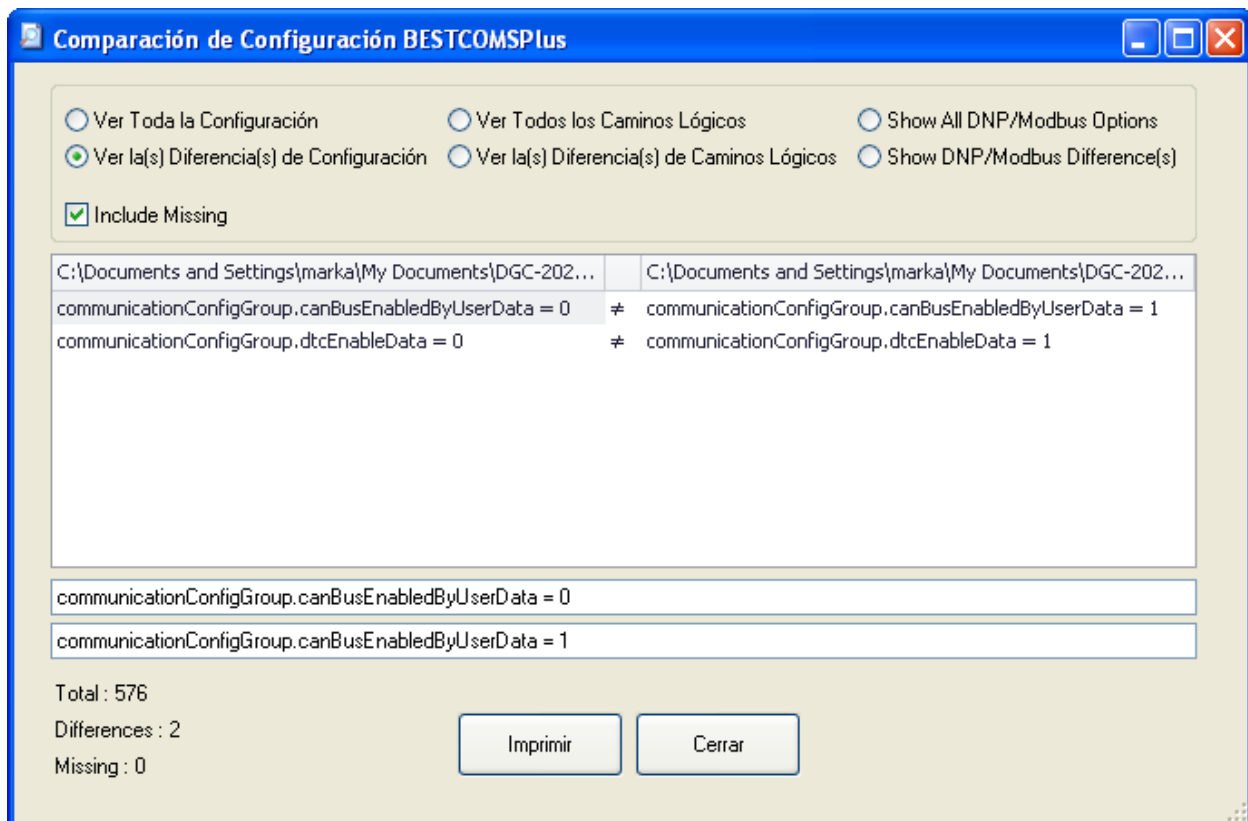 Comparación de Configuración BESTCOMSPlus
Ver Toda la Configuración Ver Todos los Caminos Lógicos Show All DNP/Modbus Options
Ver la(s) Diferencia(s) de Configuración Ver la(s) Diferencia(s) de Caminos Lógicos Show DNP/Modbus Difference(s)
Include Missing
C:\Documents and Settings\marka\My Documents\DGC-202... C:\Documents and Settings\marka\My Documents\DGC-202...
communicationConfigGroup.canBusEnabledByUserData = 0 ≠ communicationConfigGroup.canBusEnabledByUserData = 1
communicationConfigGroup.dtcEnableData = 0 ≠ communicationConfigGroup.dtcEnableData = 1
communicationConfigGroup.canBusEnabledByUserData = 0
communicationConfigGroup.canBusEnabledByUserData = 1
Total : 576
Differences : 2
Missing : 0
Imprimir Cerrar